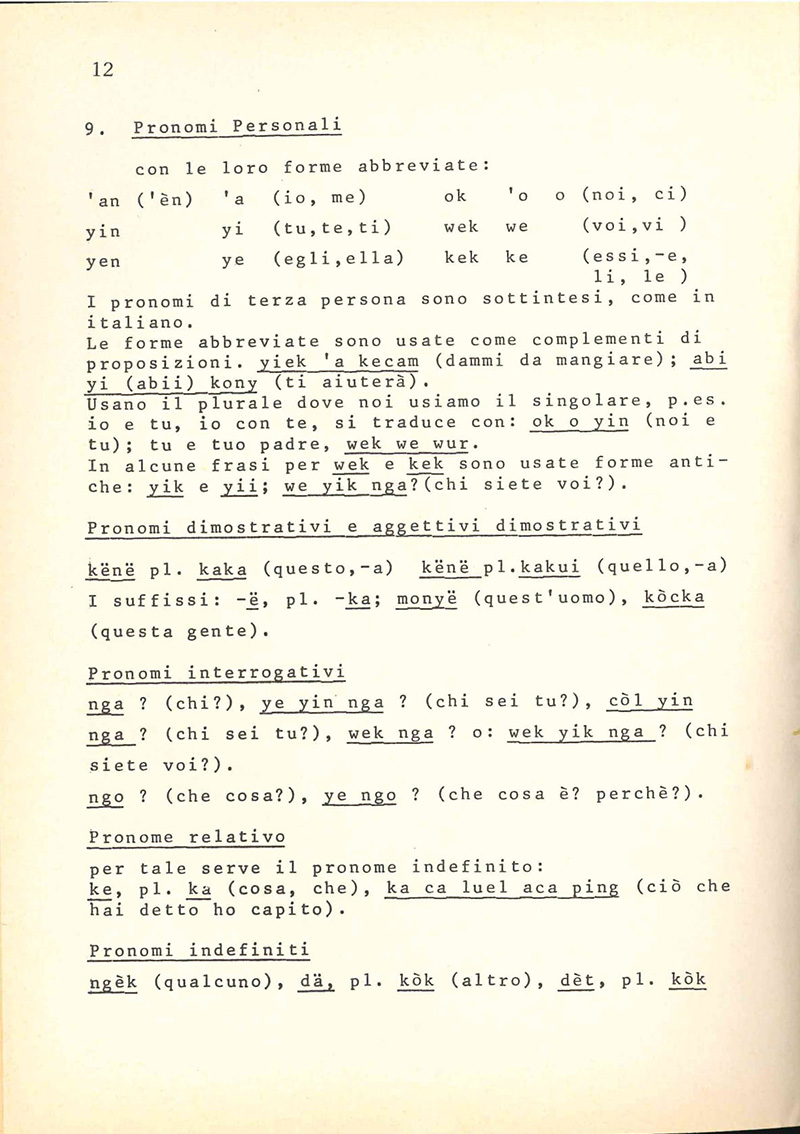 12
9. Pronomi Personali
con le loro forme abbreviate:
'an ('èn) 'a (io, me) ok 'o o (noi, ci)
yin yi (tu,te,ti) wek we (voi,vi )
yen ye (egli,ella) kek ke (essi,-e,
li, le )
I pronomi di terza persona sono sottintesi, come in
italiano.
Le forme abbreviate sono usate come complementi di
proposizioni. yiek 'a kecam (dammi da mangiare); abi
yi (abii) kony (ti aiuterà).
Usano il plurale dove noi usiamo il singolare, p.es.
io e tu, io con te, si traduce con: ok o yin (noi e
tu); tu e tuo padre, wek we wur.
In alcune frasi per wek e kek sono usate forme anti-
che: yik e yii; we yik nga?(chi siete voi?).
Pronomi dimostrativi e aggettivi dimostrativi
kënë pl. kaka (questo,-a) kënë pl.kakui (quello,-a)
I suffissi: -ë, pl. -ka; monyë (quest'uomo), kòcka
(questa gente).
Pronomi interrogativi
nga ? (chi?), ye yin nga ? (chi sei tu?), còl yin
nga ? (chi sei tu?), wek nga ? o: wek yik nga ? (chi
siete voi?).
ngo ? (che cosa?), ye ngo ? (che cosa è? perchè?).
Pronome relativo
per tale serve il pronome indefinito:
ke, pl. ka (cosa, che), ka ca luel aca ping (ciò che
hai detto ho capito).
Pronomi indefiniti
ngèk (qualcuno), dä, pl. kòk (altro), dèt, pl. kòk